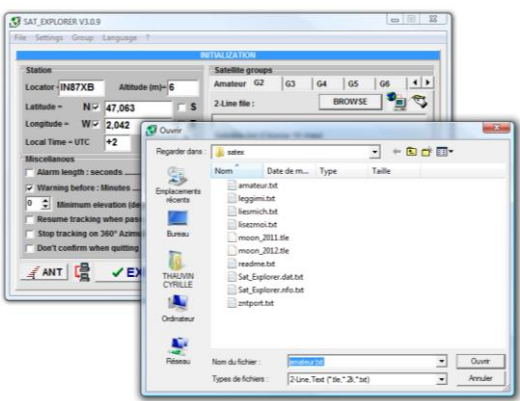 SAT_EXPLORER V3.0.9
File Settings Group Language ?
INITIALIZATION
Station
Locator - IN87XB Altitude (m)= 6
Latitude = N 47,063 S
Longitude = W 2,042
Local Time = UTC +2
Miscellanous
Alarm length : seconds
Warning before : Minutes
0 Minimum elevation (de
Resume tracking when pas
Stop tracking on 360° Azimu
Don't confirm when quitting
ANT EX
Satellite groups
Amateur G2 G3 G4 G5 G6
2-Line file : BROWSE
Ouvrir
Regarder dans : satex
Nom Date de m... Type Taille
Emplacements récents
Bureau
THAUVIN CYRILLE
Ordinateur
Réseau
amateur.txt
leggimi.txt
liesmich.txt
lisezmoi.txt
moon_2011.tle
moon_2012.tle
readme.txt
Sat_Explorer.dat.txt
Sat_Explorer.nfo.txt
zntport.txt
Nom du fichier : amateur.txt Ouvrir
Types de fichiers : 2-Line, Text (*.tle,*.2li,*.txt) Annuler